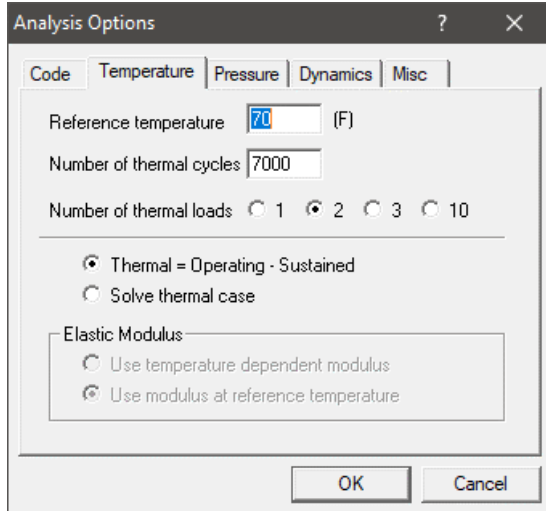 Analysis Options ?
Code Temperature Pressure Dynamics Misc
Reference temperature 70 (F)
Number of thermal cycles 7000
Number of thermal loads 1 2 3 10
Thermal = Operating - Sustained
Solve thermal case
Elastic Modulus
Use temperature dependent modulus
Use modulus at reference temperature
OK Cancel